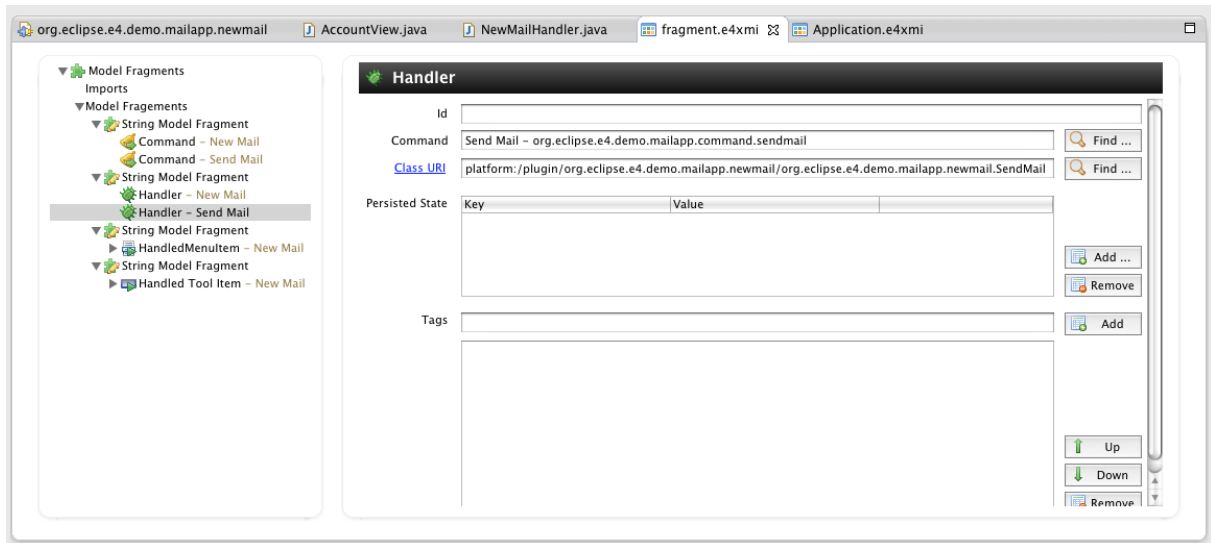 org.eclipse.e4.demo.mailapp.newmail AccountView.java NewMailHandler.java fragment.e4xmi Application.e4xmi
Model Fragments
Imports
Model Fragements
String Model Fragment
Command – New Mail
Command – Send Mail
String Model Fragment
Handler – New Mail
Handler – Send Mail
String Model Fragment
HandledMenuItem – New Mail
String Model Fragment
Handled Tool Item – New Mail
Handler
Id
Command Send Mail – org.eclipse.e4.demo.mailapp.command.sendmail Find ...
Class URI platform:/plugin/org.eclipse.e4.demo.mailapp.newmail/org.eclipse.e4.demo.mailapp.newmail.SendMail Find ...
Persisted State Key Value
Add ...
Remove
Tags Add
Up
Down
Remove